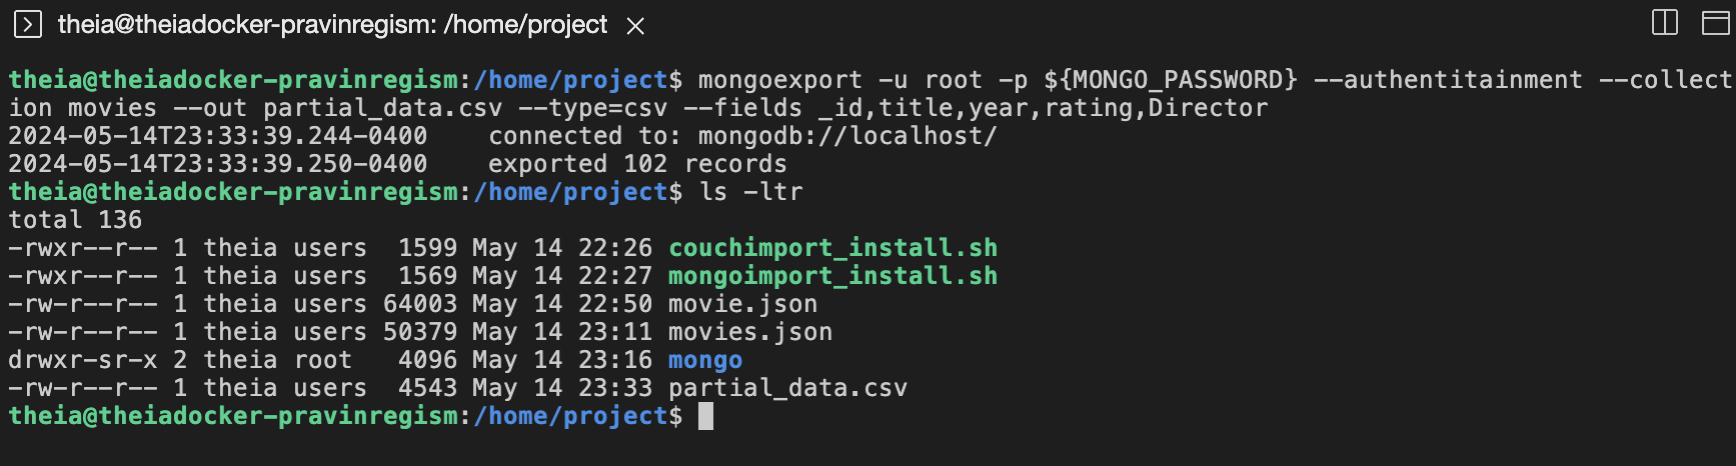 theia@theiadocker-pravinregism: /home/project
theia@theiadocker-pravinregism:/home/project$ mongoexport -u root -p ${MONGO_PASSWORD} --authentitainment --collect
ion movies --out partial_data.csv --type=csv --fields _id,title,year,rating,Director
2024-05-14T23:33:39.244-0400    connected to: mongodb://localhost/
2024-05-14T23:33:39.250-0400    exported 102 records
theia@theiadocker-pravinregism:/home/project$ ls -ltr
total 136
-rwxr--r-- 1 theia users  1599 May 14 22:26 couchimport_install.sh
-rwxr--r-- 1 theia users  1569 May 14 22:27 mongoimport_install.sh
-rw-r--r-- 1 theia users 64003 May 14 22:50 movie.json
-rw-r--r-- 1 theia users 50379 May 14 23:11 movies.json
drwxr-sr-x 2 theia root   4096 May 14 23:16 mongo
-rw-r--r-- 1 theia users  4543 May 14 23:33 partial_data.csv
theia@theiadocker-pravinregism:/home/project$